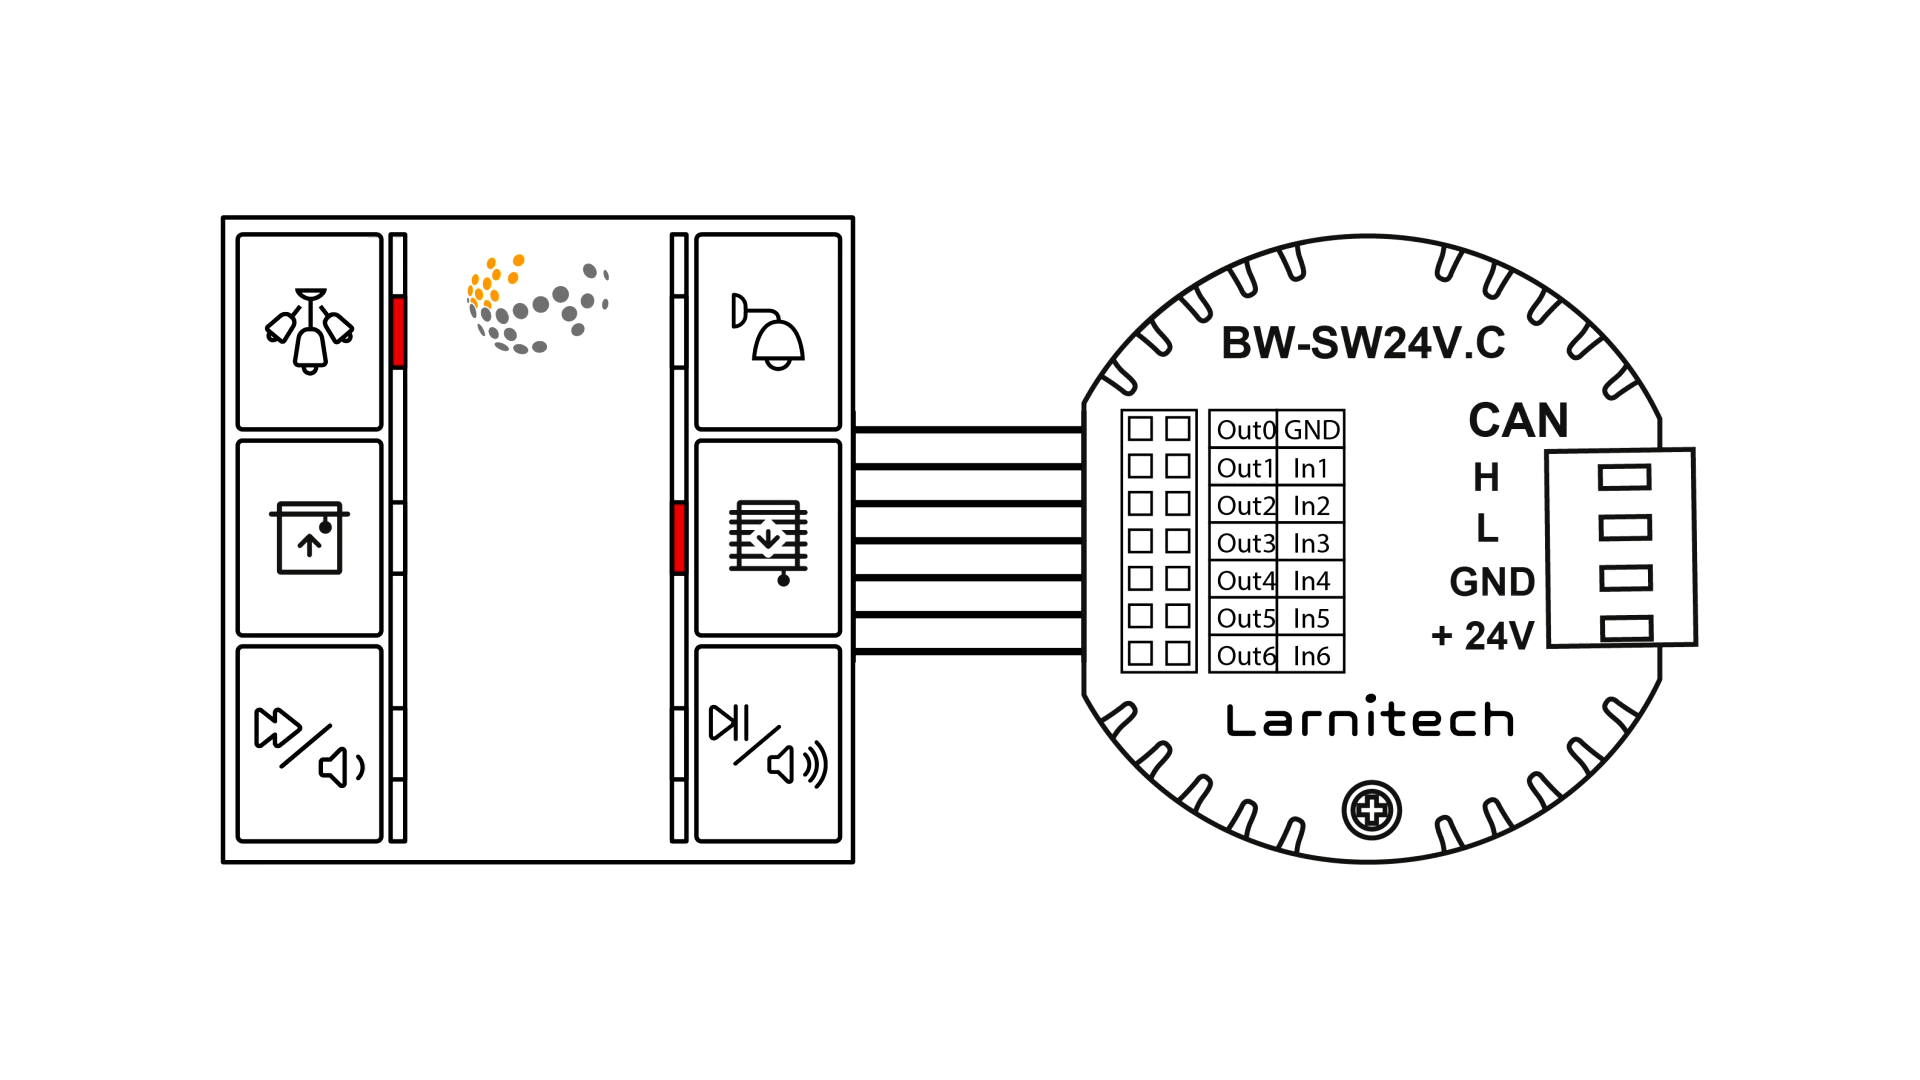 BW-SW24V.C
CAN
Out0 GND
Out1 In1
Out2 In2
Out3 In3
Out4 In4
Out5 In5
Out6 In6
H
L
GND
+ 24V
Larnitech